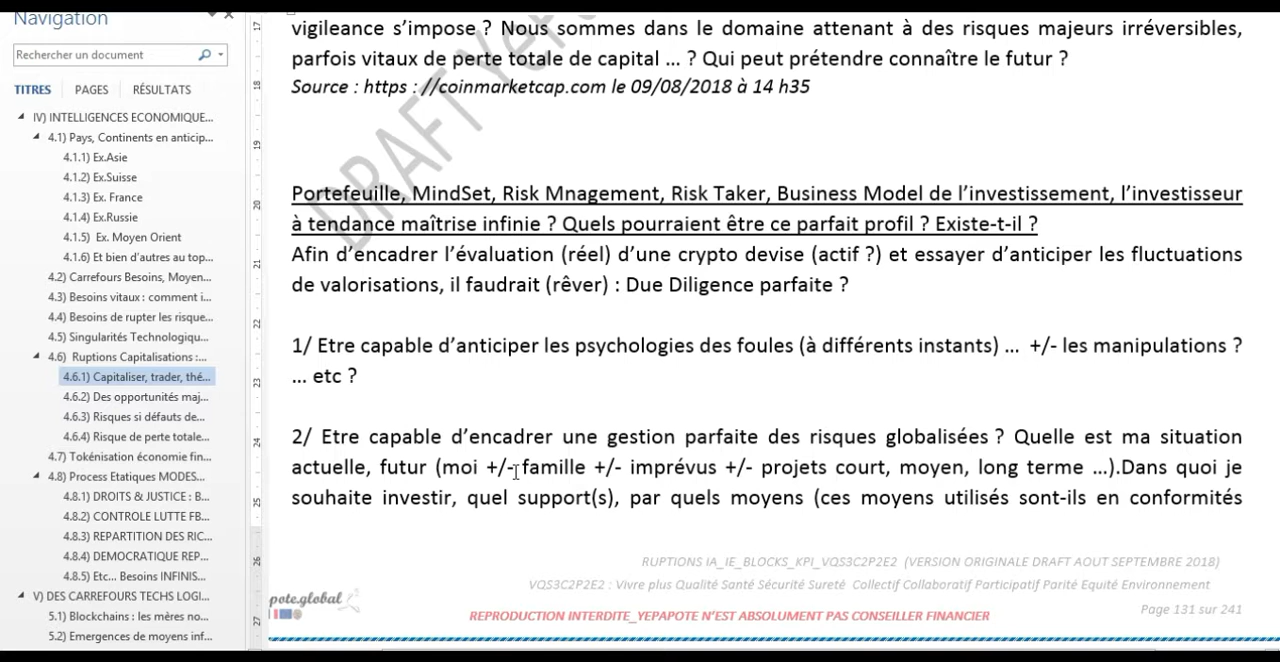 Navigation
Rechercher un document
TITRES PAGES RÉSULTATS
IV) INTELLIGENCES ECONOMIQUE...
4.1) Pays, Continents en anticip...
4.1.1) Ex.Asie
4.1.2) Ex.Suisse
4.1.3) Ex. France
4.1.4) Ex.Russie
4.1.5) Ex. Moyen Orient
4.1.6) Et bien d'autres au top...
4.2) Carrefours Besoins, Moyen...
4.3) Besoins vitaux : comment i...
4.4) Besoins de rupter les risque...
4.5) Singularités Technologiqu...
4.6) Ruptions Capitalisations :...
4.6.1) Capitaliser, trader, thé...
4.6.2) Des opportunités maj...
4.6.3) Risques si défauts de...
4.6.4) Risque de perte totale...
4.7) Tokénisation économie fin...
4.8) Process Etatiques MODES...
4.8.1) DROITS & JUSTICE : B...
4.8.2) CONTROLE LUTTE FB...
4.8.3) REPARTITION DES RIC...
4.8.4) DEMOCRATIQUE REP...
4.8.5) Etc... Besoins INFINIS...
V) DES CARREFOURS TECHS LOGI...
5.1) Blockchains : les mères no...
5.2) Emergences de moyens inf...
17
18
19
20
21
22
23
24
25
26
27
vigileance s'impose ? Nous sommes dans le domaine attenant à des risques majeurs irréversibles,
parfois vitaux de perte totale de capital ... ? Qui peut prétendre connaître le futur ?
Source : https : //coinmarketcap.com le 09/08/2018 à 14 h35
DRAFT
Portefeuille, MindSet, Risk Mnagement, Risk Taker, Business Model de l'investissement, l'investisseur
à tendance maîtrise infinie ? Quels pourraient être ce parfait profil ? Existe-t-il ?
Afin d'encadrer l'évaluation (réel) d'une crypto devise (actif ?) et essayer d'anticiper les fluctuations
de valorisations, il faudrait (rêver) : Due Diligence parfaite ?
1/ Etre capable d'anticiper les psychologies des foules (à différents instants) ... +/- les manipulations ?
... etc ?
2/ Etre capable d'encadrer une gestion parfaite des risques globalisées ? Quelle est ma situation
actuelle, futur (moi +/- famille +/- imprévus +/- projets court, moyen, long terme ...).Dans quoi je
souhaite investir, quel support(s), par quels moyens (ces moyens utilisés sont-ils en conformités
RUPTIONS IA_IE_BLOCKS_KPI_VQS3C2P2E2 (VERSION ORIGINALE DRAFT AOUT SEPTEMBRE 2018)
VQS3C2P2E2 : Vivre plus Qualité Santé Sécurité Sureté Collectif Collaboratif Participatif Parité Equité Environnement
pote.global
REPRODUCTION INTERDITE_YEPAPOTE N'EST ABSOLUMENT PAS CONSEILLER FINANCIER
Page 131 sur 241